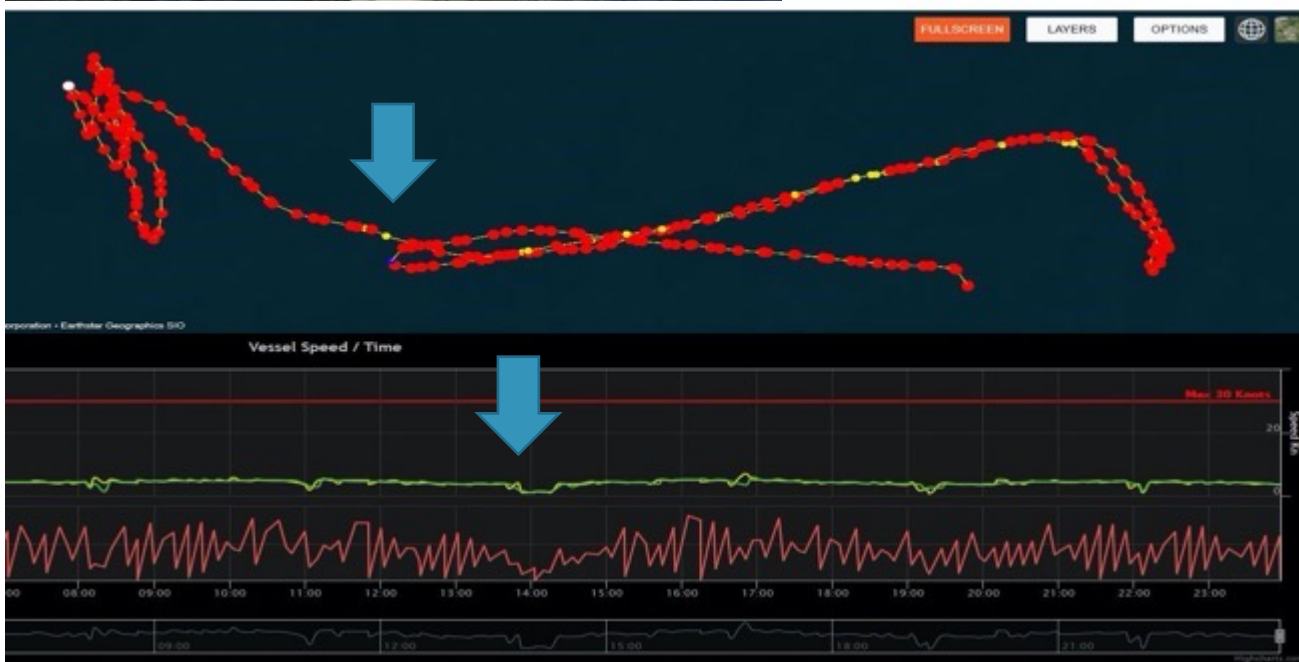 FULLSCREEN LAYERS OPTIONS
orporation - Earthstar Geographics SIO
Vessel Speed / Time
Max 30 Knots
20
Speed Kn
0
00 08:00 09:00 10:00 11:00 12:00 13:00 14:00 15:00 16:00 17:00 18:00 19:00 20:00 21:00 22:00 23:00
09:00 12:00 15:00 18:00 21:00